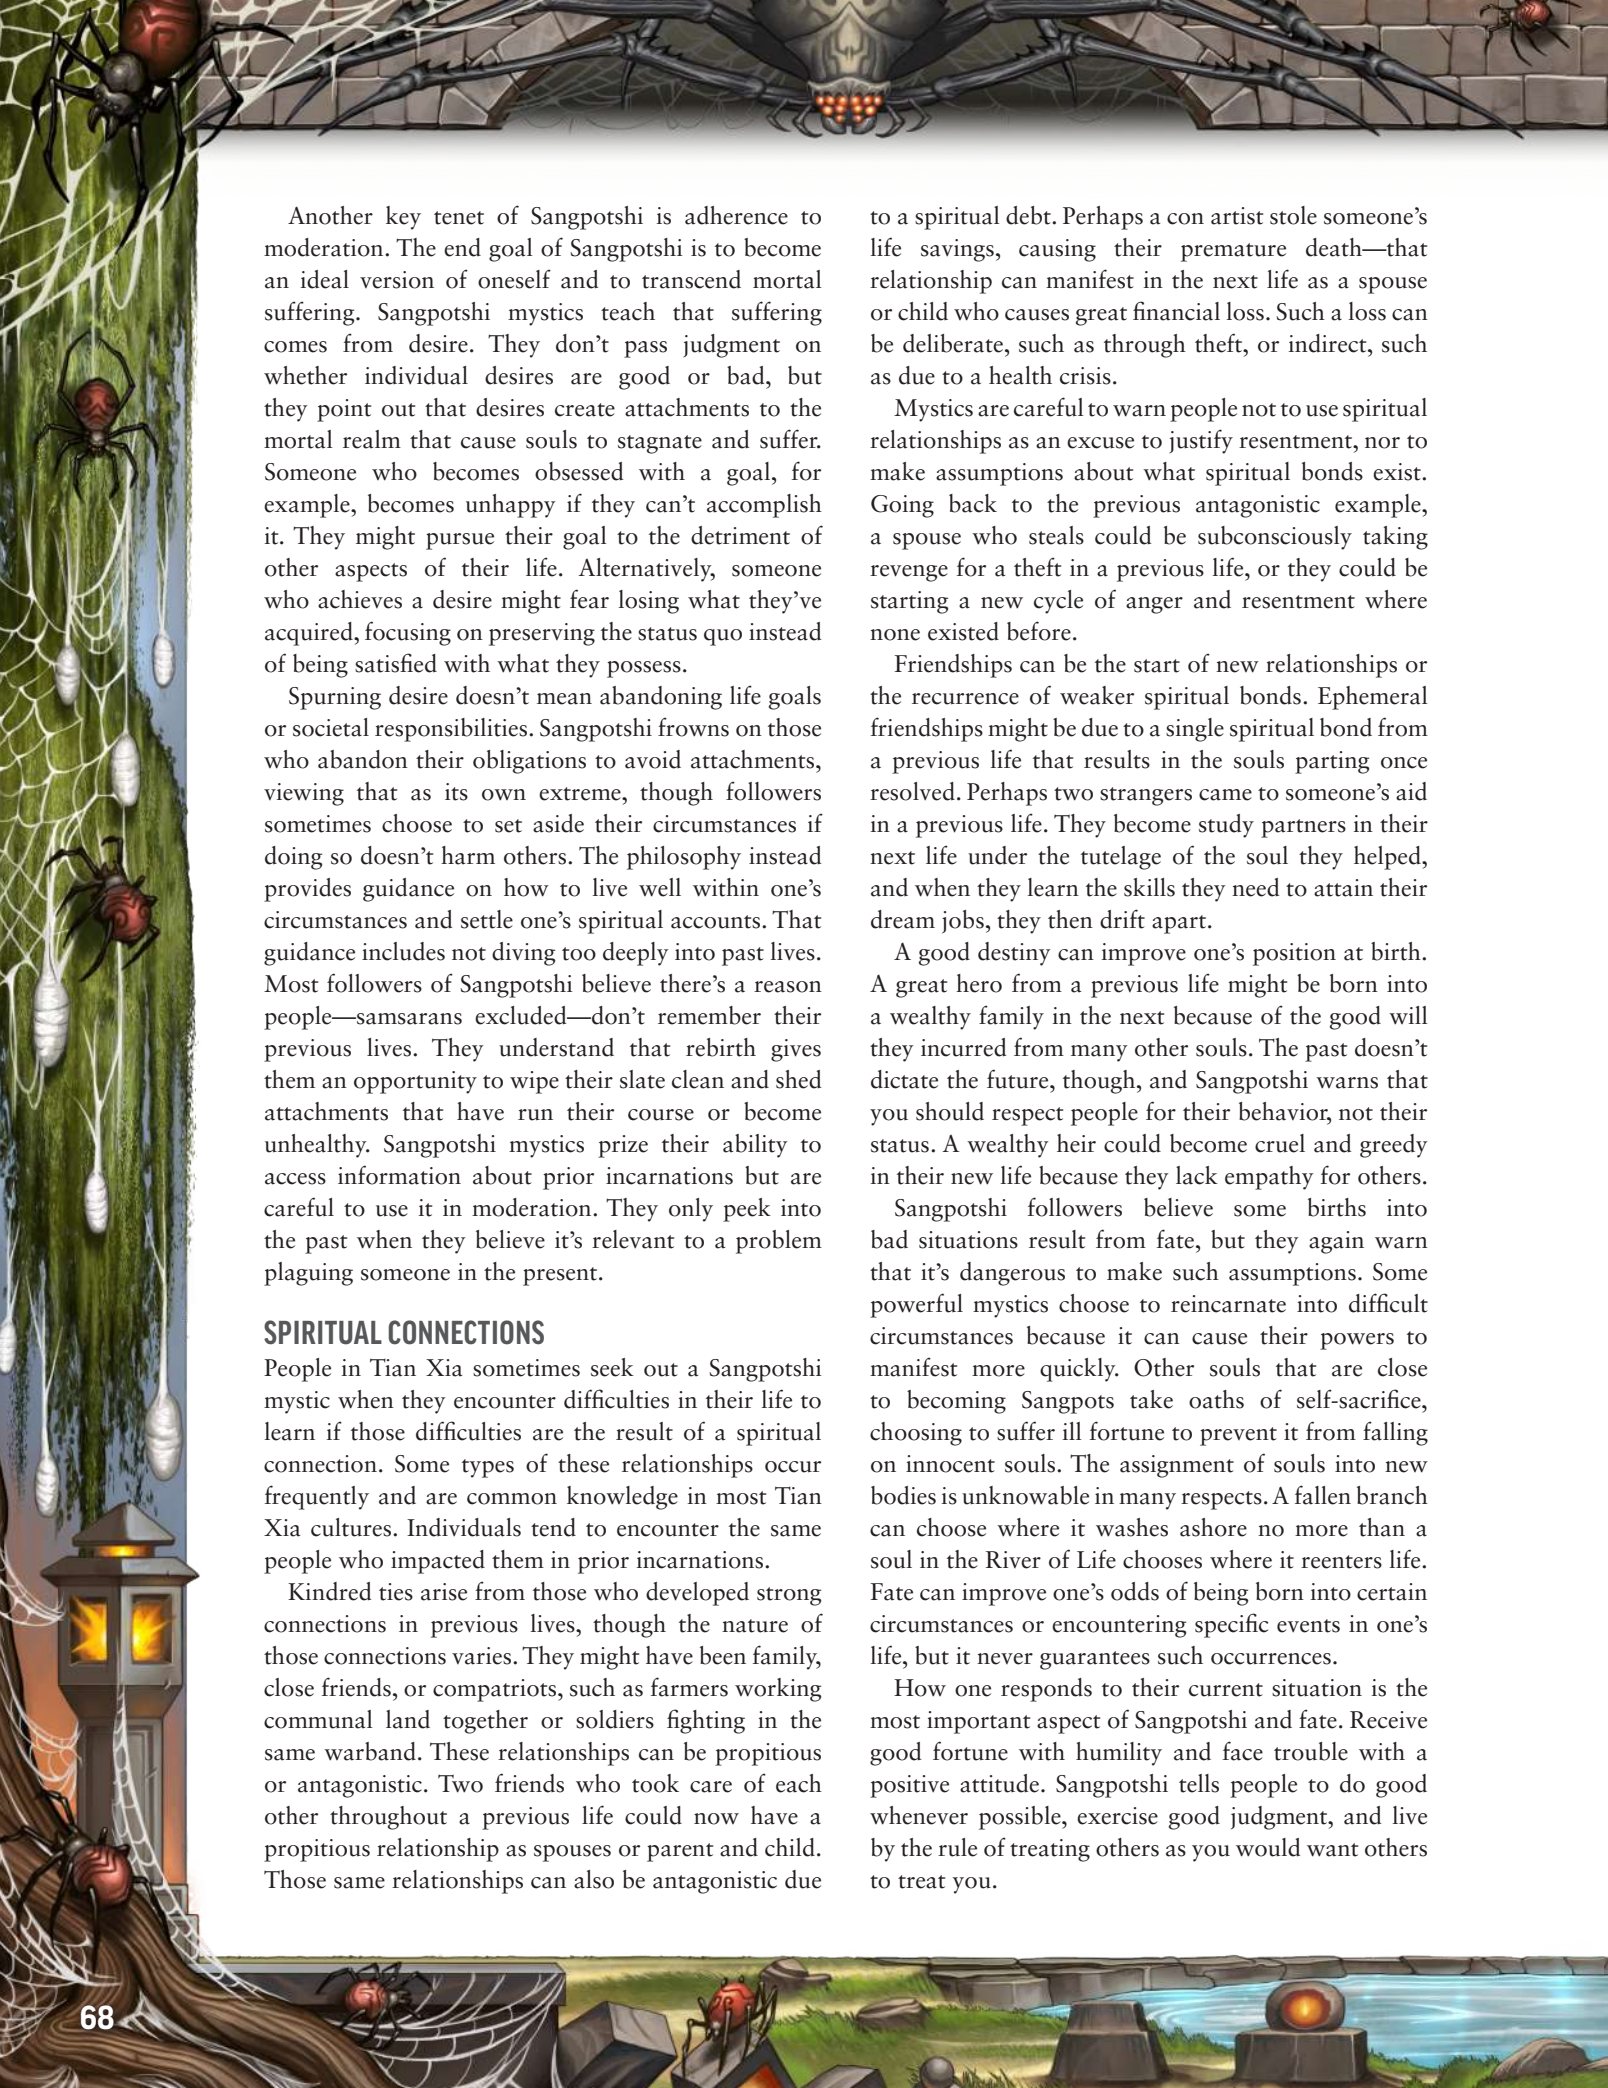 Another key tenet of Sangpotshi is adherence to
moderation. The end goal of Sangpotshi is to become
an ideal version of oneself and to transcend mortal
suffering. Sangpotshi mystics teach that suffering
comes from desire. They don’t pass judgment on
whether individual desires are good or bad, but
they point out that desires create attachments to the
mortal realm that cause souls to stagnate and suffer.
Someone who becomes obsessed with a goal, for
example, becomes unhappy if they can’t accomplish
it. They might pursue their goal to the detriment of
other aspects of their life. Alternatively, someone
who achieves a desire might fear losing what they’ve
acquired, focusing on preserving the status quo instead
of being satisfied with what they possess.
Spurning desire doesn’t mean abandoning life goals
or societal responsibilities. Sangpotshi frowns on those
who abandon their obligations to avoid attachments,
viewing that as its own extreme, though followers
sometimes choose to set aside their circumstances if
doing so doesn’t harm others. The philosophy instead
provides guidance on how to live well within one’s
circumstances and settle one’s spiritual accounts. That
guidance includes not diving too deeply into past lives.
Most followers of Sangpotshi believe there’s a reason
people—samsarans excluded—don’t remember their
previous lives. They understand that rebirth gives
them an opportunity to wipe their slate clean and shed
attachments that have run their course or become
unhealthy. Sangpotshi mystics prize their ability to
access information about prior incarnations but are
careful to use it in moderation. They only peek into
the past when they believe it’s relevant to a problem
plaguing someone in the present.
SPIRITUAL CONNECTIONS
People in Tian Xia sometimes seek out a Sangpotshi
mystic when they encounter difficulties in their life to
learn if those difficulties are the result of a spiritual
connection. Some types of these relationships occur
frequently and are common knowledge in most Tian
Xia cultures. Individuals tend to encounter the same
people who impacted them in prior incarnations.
Kindred ties arise from those who developed strong
connections in previous lives, though the nature of
those connections varies. They might have been family,
close friends, or compatriots, such as farmers working
communal land together or soldiers fighting in the
same warband. These relationships can be propitious
or antagonistic. Two friends who took care of each
other throughout a previous life could now have a
propitious relationship as spouses or parent and child.
Those same relationships can also be antagonistic due
to a spiritual debt. Perhaps a con artist stole someone’s
life savings, causing their premature death—that
relationship can manifest in the next life as a spouse
or child who causes great financial loss. Such a loss can
be deliberate, such as through theft, or indirect, such
as due to a health crisis.
Mystics are careful to warn people not to use spiritual
relationships as an excuse to justify resentment, nor to
make assumptions about what spiritual bonds exist.
Going back to the previous antagonistic example,
a spouse who steals could be subconsciously taking
revenge for a theft in a previous life, or they could be
starting a new cycle of anger and resentment where
none existed before.
Friendships can be the start of new relationships or
the recurrence of weaker spiritual bonds. Ephemeral
friendships might be due to a single spiritual bond from
a previous life that results in the souls parting once
resolved. Perhaps two strangers came to someone’s aid
in a previous life. They become study partners in their
next life under the tutelage of the soul they helped,
and when they learn the skills they need to attain their
dream jobs, they then drift apart.
A good destiny can improve one’s position at birth.
A great hero from a previous life might be born into
a wealthy family in the next because of the good will
they incurred from many other souls. The past doesn’t
dictate the future, though, and Sangpotshi warns that
you should respect people for their behavior, not their
status. A wealthy heir could become cruel and greedy
in their new life because they lack empathy for others.
Sangpotshi followers believe some births into
bad situations result from fate, but they again warn
that it’s dangerous to make such assumptions. Some
powerful mystics choose to reincarnate into difficult
circumstances because it can cause their powers to
manifest more quickly. Other souls that are close
to becoming Sangpots take oaths of self-sacrifice,
choosing to suffer ill fortune to prevent it from falling
on innocent souls. The assignment of souls into new
bodies is unknowable in many respects. A fallen branch
can choose where it washes ashore no more than a
soul in the River of Life chooses where it reenters life.
Fate can improve one’s odds of being born into certain
circumstances or encountering specific events in one’s
life, but it never guarantees such occurrences.
How one responds to their current situation is the
most important aspect of Sangpotshi and fate. Receive
good fortune with humility and face trouble with a
positive attitude. Sangpotshi tells people to do good
whenever possible, exercise good judgment, and live
by the rule of treating others as you would want others
to treat you.
68